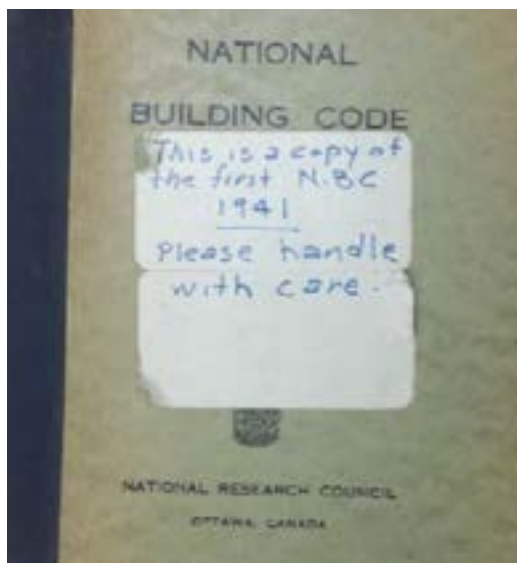 NATIONAL
BUILDING CODE
This is a copy of
the first N.BC
1941
Please handle
with care.
NATIONAL RESEARCH COUNCIL
OTTAWA, CANADA